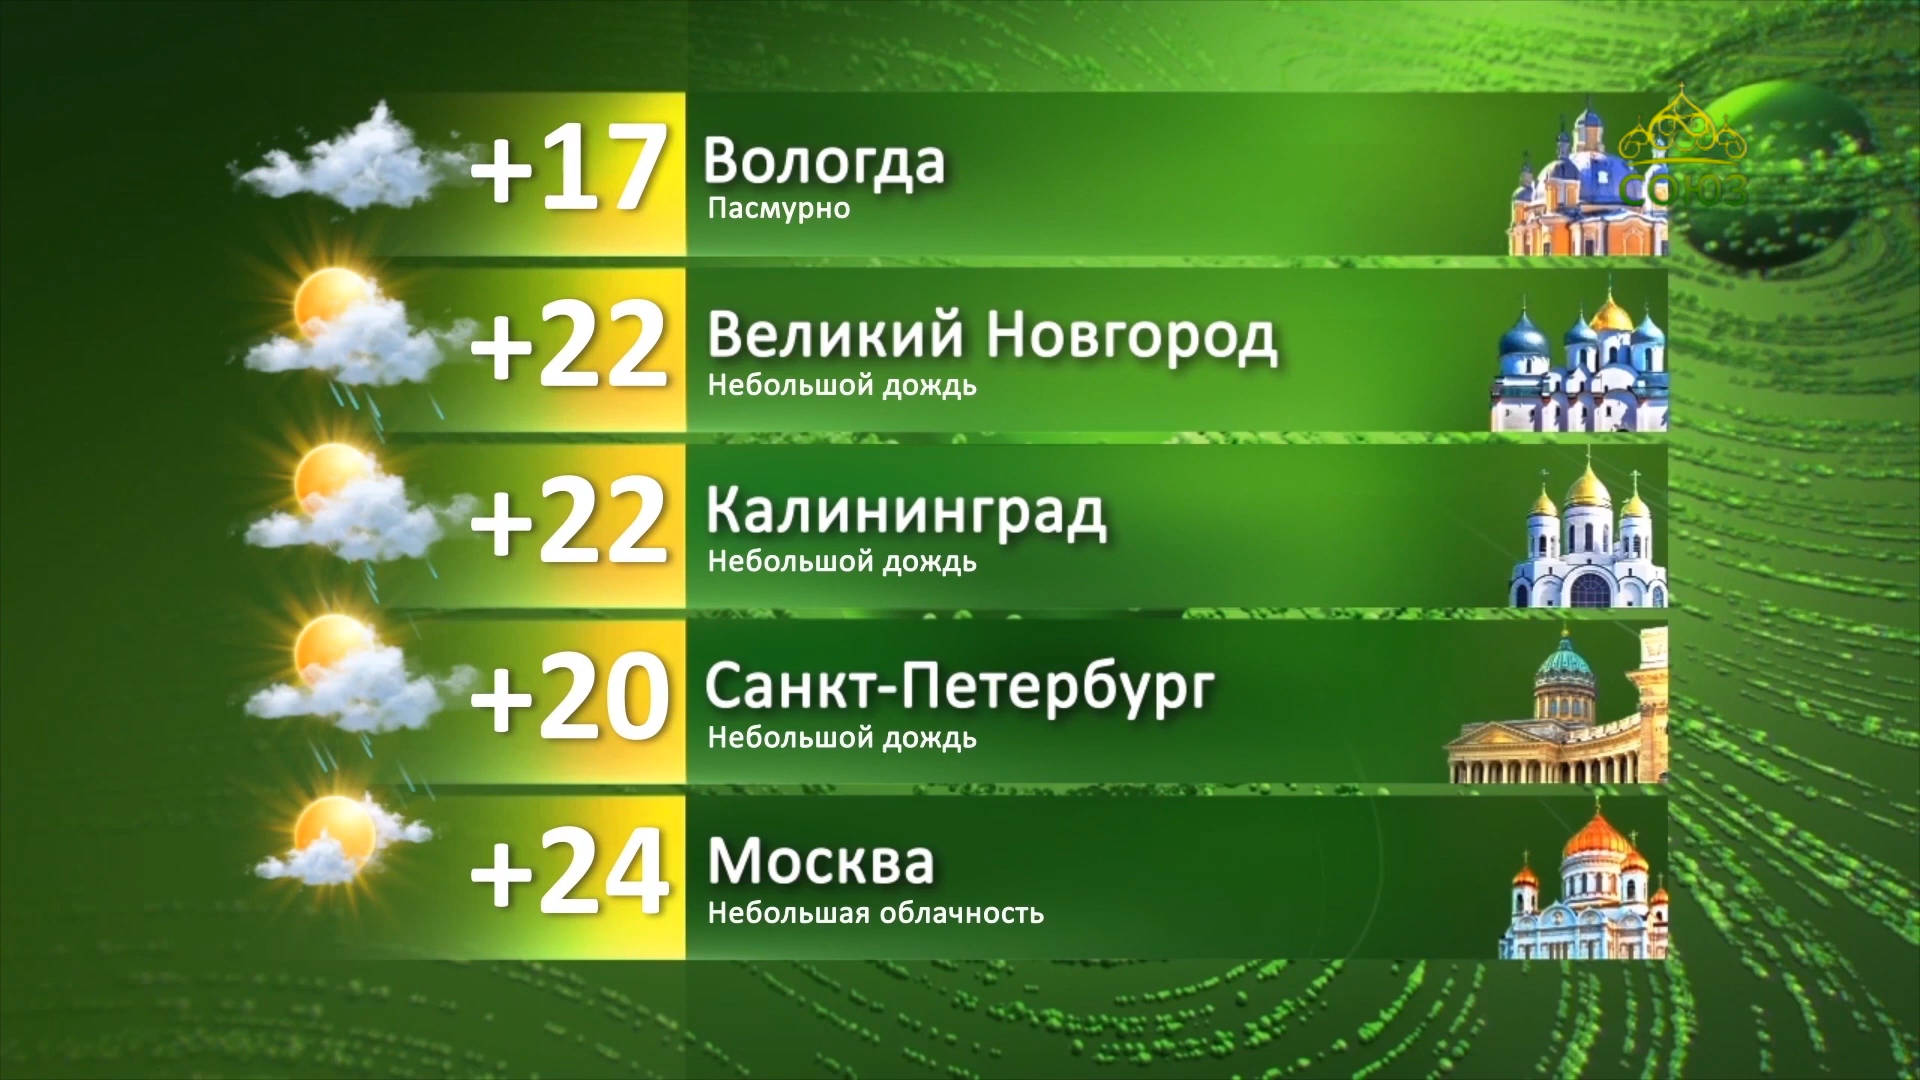 +17
Вологда
Пасмурно
СОЮЗ
+22
Великий Новгород
Небольшой дождь
+22
Калининград
Небольшой дождь
+20
Санкт-Петербург
Небольшой дождь
+24
Москва
Небольшая облачность